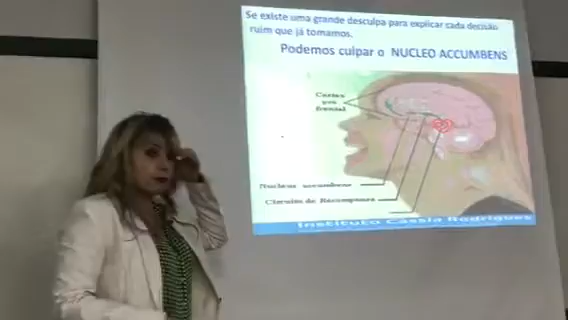 Se existe uma grande desculpa para explicar cada decisão
ruim que já tomamos.
Podemos culpar o NUCLEO ACCUMBENS
Cortex
pre
frontal
Nucleus accumbens
Circuito de Recompensa
Instituto Cassia Rodrigues